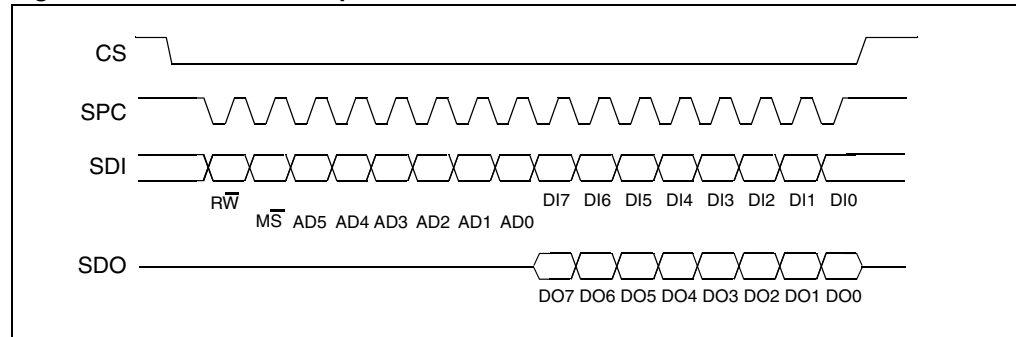 CS
SPC
SDI
RW̅
DI7 DI6 DI5 DI4 DI3 DI2 DI1 DI0
MS̅ AD5 AD4 AD3 AD2 AD1 AD0
SDO
DO7 DO6 DO5 DO4 DO3 DO2 DO1 DO0